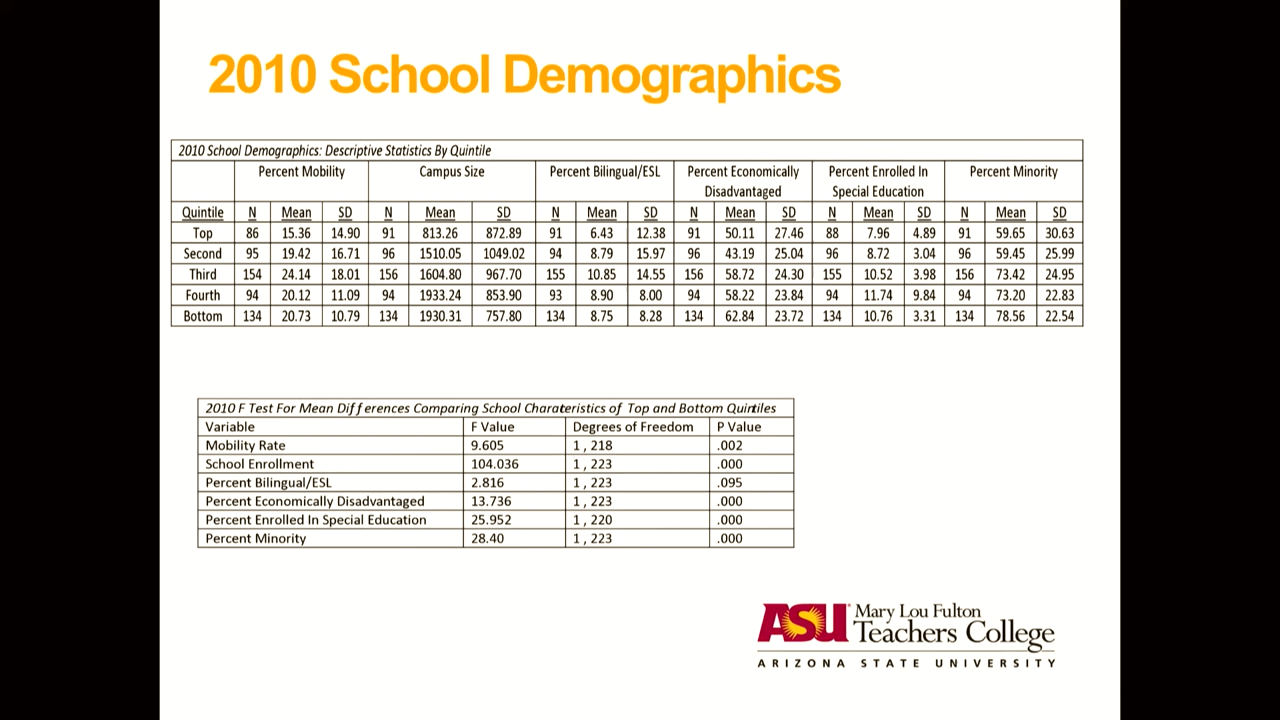 2010 School Demographics
2010 School Demographics: Descriptive Statistics By Quintile
Percent Mobility Campus Size Percent Bilingual/ESL Percent Economically Disadvantaged Percent Enrolled In Special Education Percent Minority
Quintile N Mean SD N Mean SD N Mean SD N Mean SD N Mean SD N Mean SD
Top 86 15.36 14.90 91 813.26 872.89 91 6.43 12.38 91 50.11 27.46 88 7.96 4.89 91 59.65 30.63
Second 95 19.42 16.71 96 1510.05 1049.02 94 8.79 15.97 96 43.19 25.04 96 8.72 3.04 96 59.45 25.99
Third 154 24.14 18.01 156 1604.80 967.70 155 10.85 14.55 156 58.72 24.30 155 10.52 3.98 156 73.42 24.95
Fourth 94 20.12 11.09 94 1933.24 853.90 93 8.90 8.00 94 58.22 23.84 94 11.74 9.84 94 73.20 22.83
Bottom 134 20.73 10.79 134 1930.31 757.80 134 8.75 8.28 134 62.84 23.72 132 10.76 3.31 134 78.56 22.54
2010 F Test For Mean Differences Comparing School Charateristics of Top and Bottom Quintiles
Variable F Value Degrees of Freedom P Value
Mobility Rate 9.605 1 , 218 .002
School Enrollment 104.036 1 , 223 .000
Percent Bilingual/ESL 2.816 1 , 223 .095
Percent Economically Disadvantaged 13.736 1 , 223 .000
Percent Enrolled In Special Education 25.952 1 , 220 .000
Percent Minority 28.40 1 , 223 .000
ASU Mary Lou Fulton
Teachers College
ARIZONA STATE UNIVERSITY